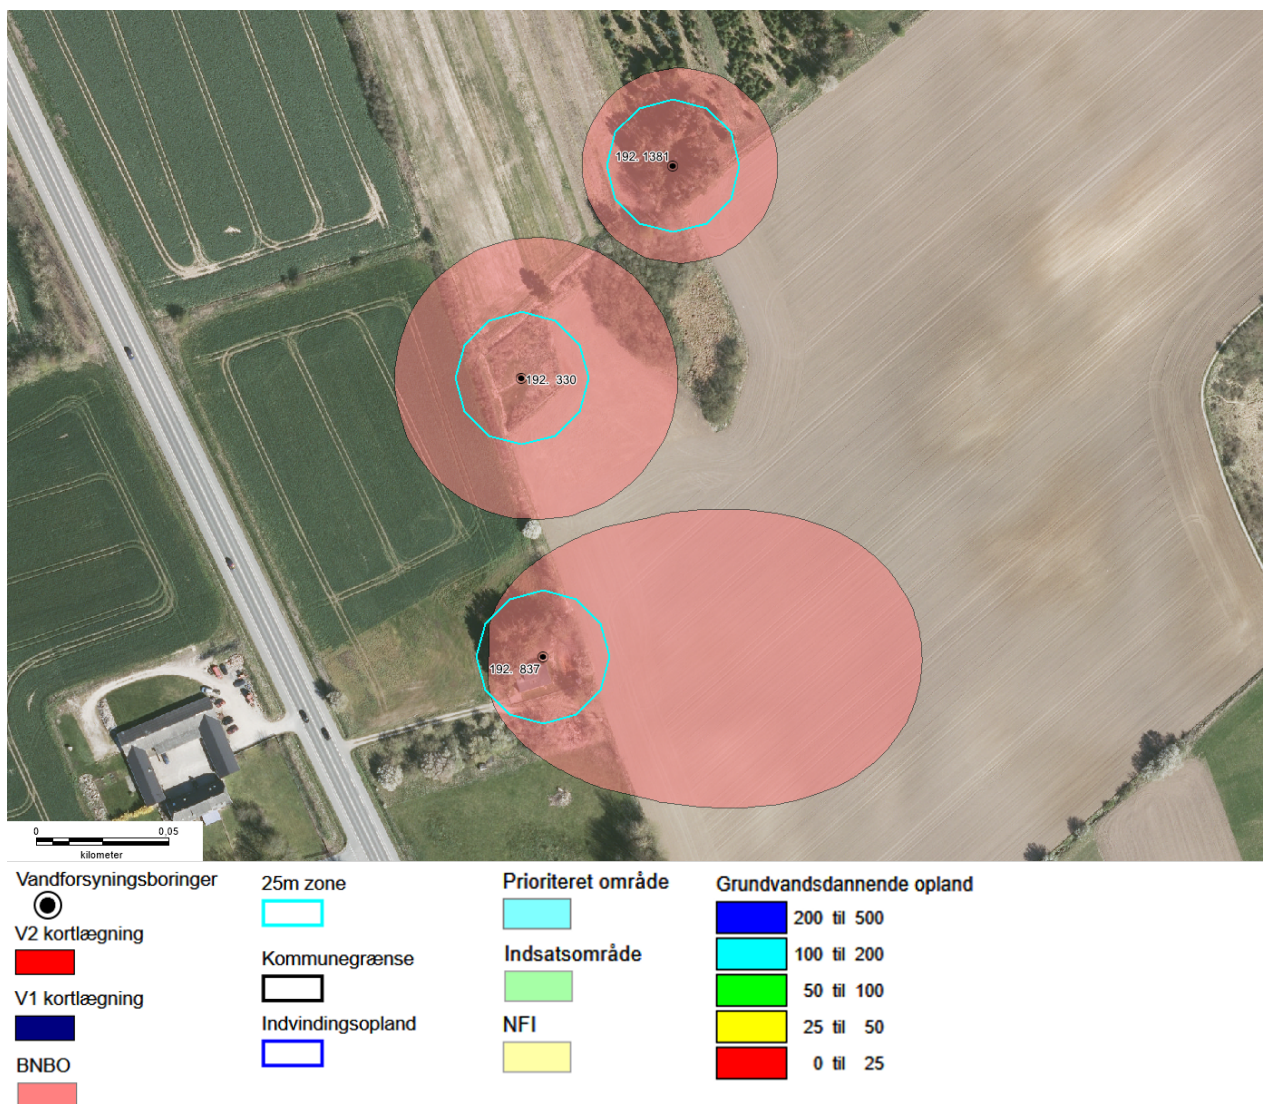 192. 1381
192. 330
192. 837
0 0,05
kilometer
Vandforsyningsboringer
V2 kortlægning
V1 kortlægning
BNBO
25m zone
Kommunegrænse
Indvindingsopland
Prioriteret område
Indsatsområde
NFI
Grundvandsdannende opland
200 til 500
100 til 200
50 til 100
25 til 50
0 til 25